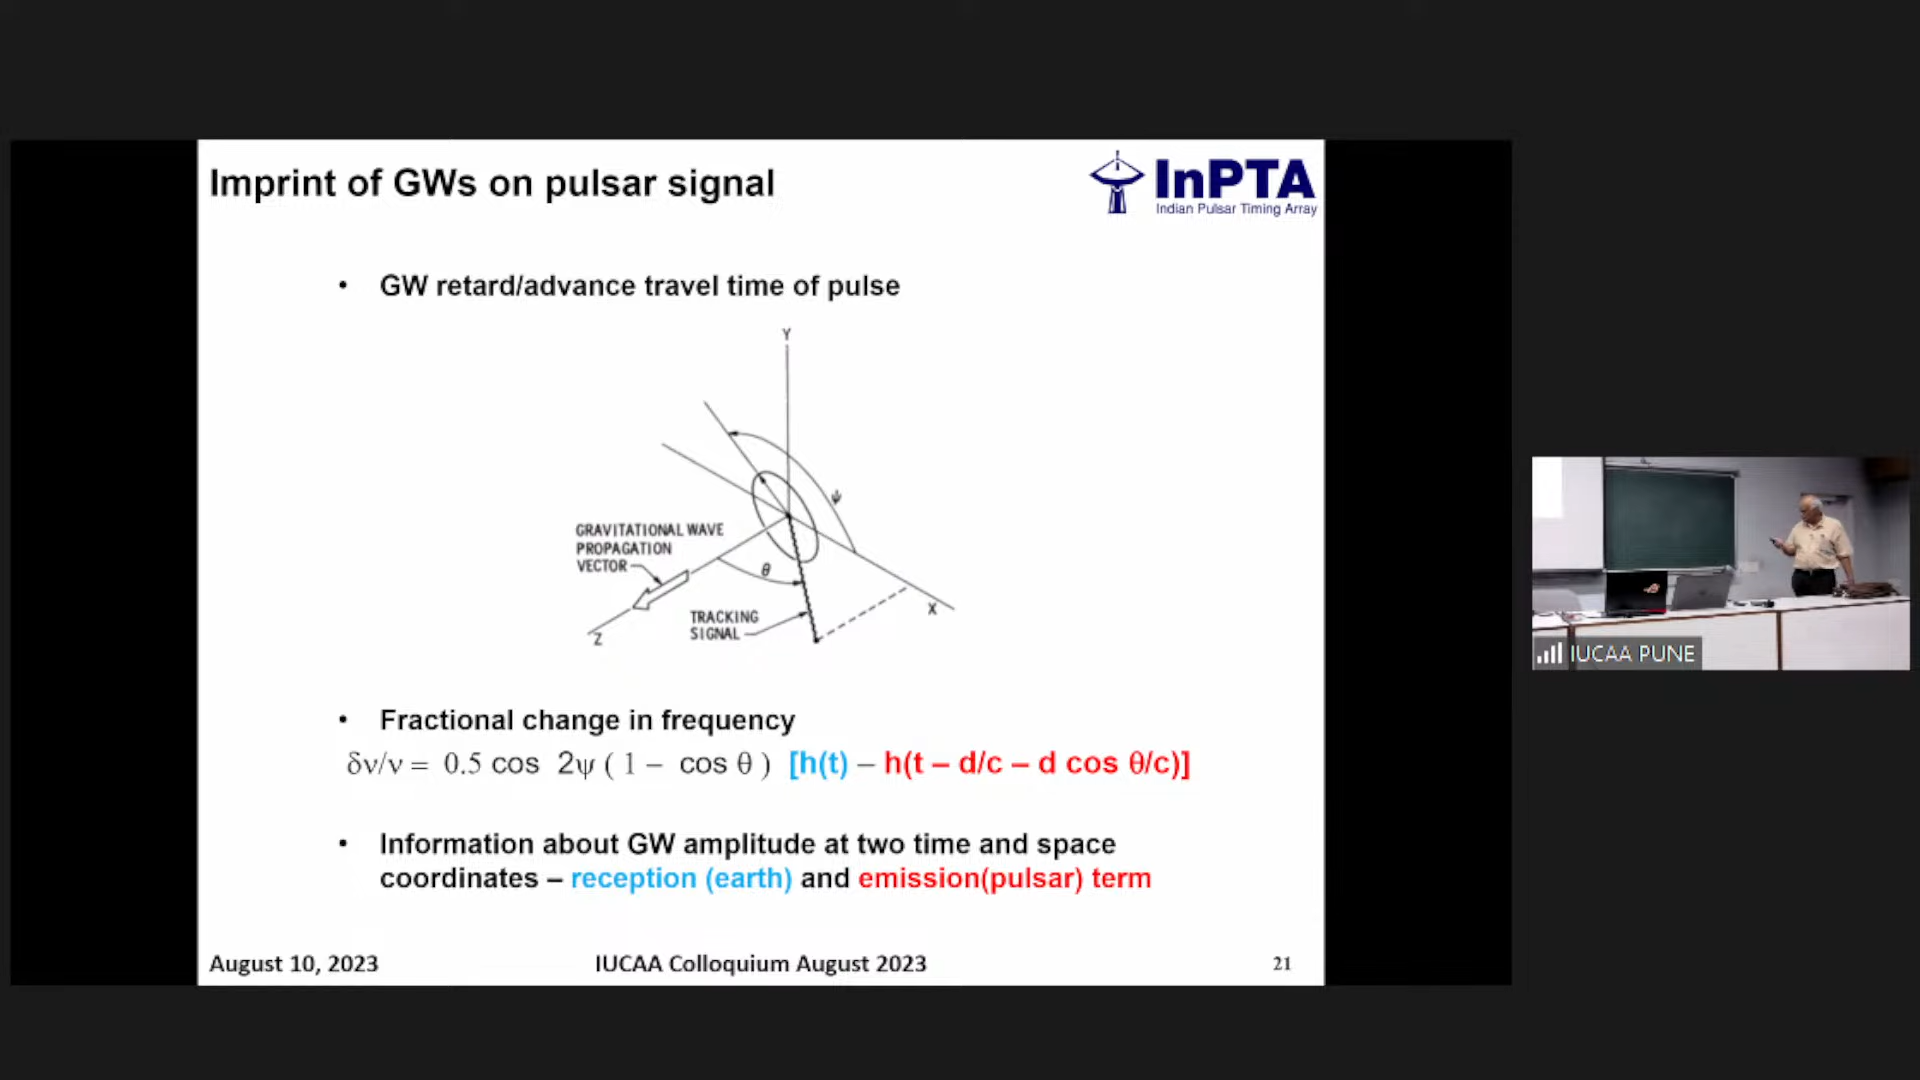 Imprint of GWs on pulsar signal
InPTA
Indian Pulsar Timing Array
• GW retard/advance travel time of pulse
Y
ψ
GRAVITATIONAL WAVE
PROPAGATION
VECTOR
θ
TRACKING
SIGNAL
X
Z
• Fractional change in frequency
δν/ν = 0.5 cos 2ψ ( 1 – cos θ ) [h(t) – h(t – d/c – d cos θ/c)]
• Information about GW amplitude at two time and space
coordinates – reception (earth) and emission(pulsar) term
August 10, 2023
IUCAA Colloquium August 2023
21
IUCAA PUNE